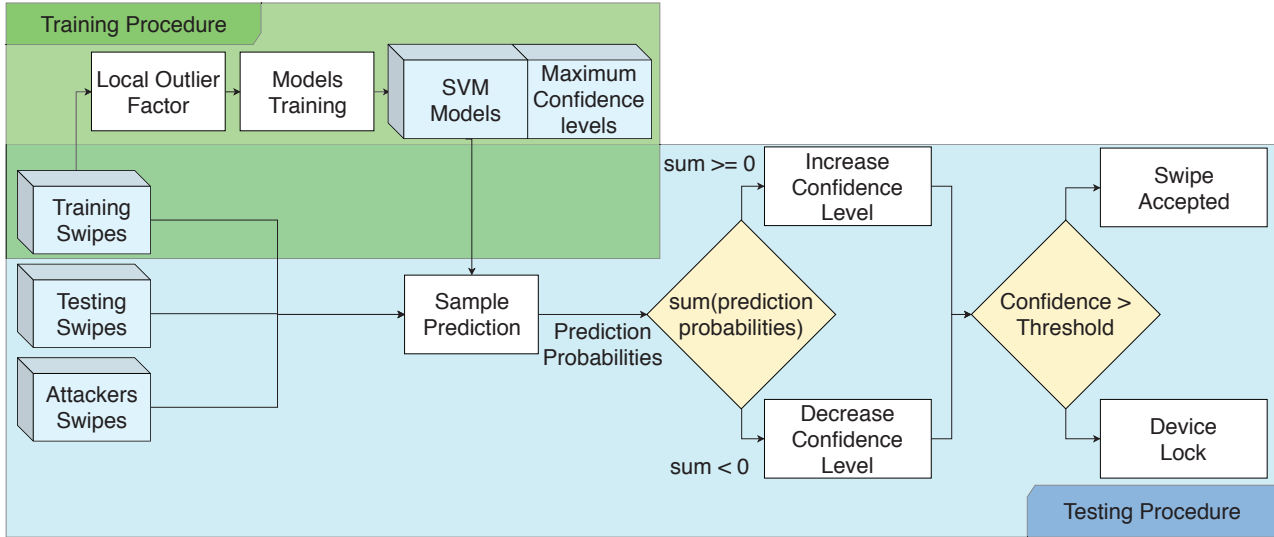 Training Procedure
Local Outlier
Factor
Models
Training
SVM
Models
Maximum
Confidence
levels
Training
Swipes
Testing
Swipes
Attackers
Swipes
Sample
Prediction
Prediction
Probabilities
sum(prediction
probabilities)
sum >= 0
Increase
Confidence
Level
sum < 0
Decrease
Confidence
Level
Confidence >
Threshold
Swipe
Accepted
Device
Lock
Testing Procedure